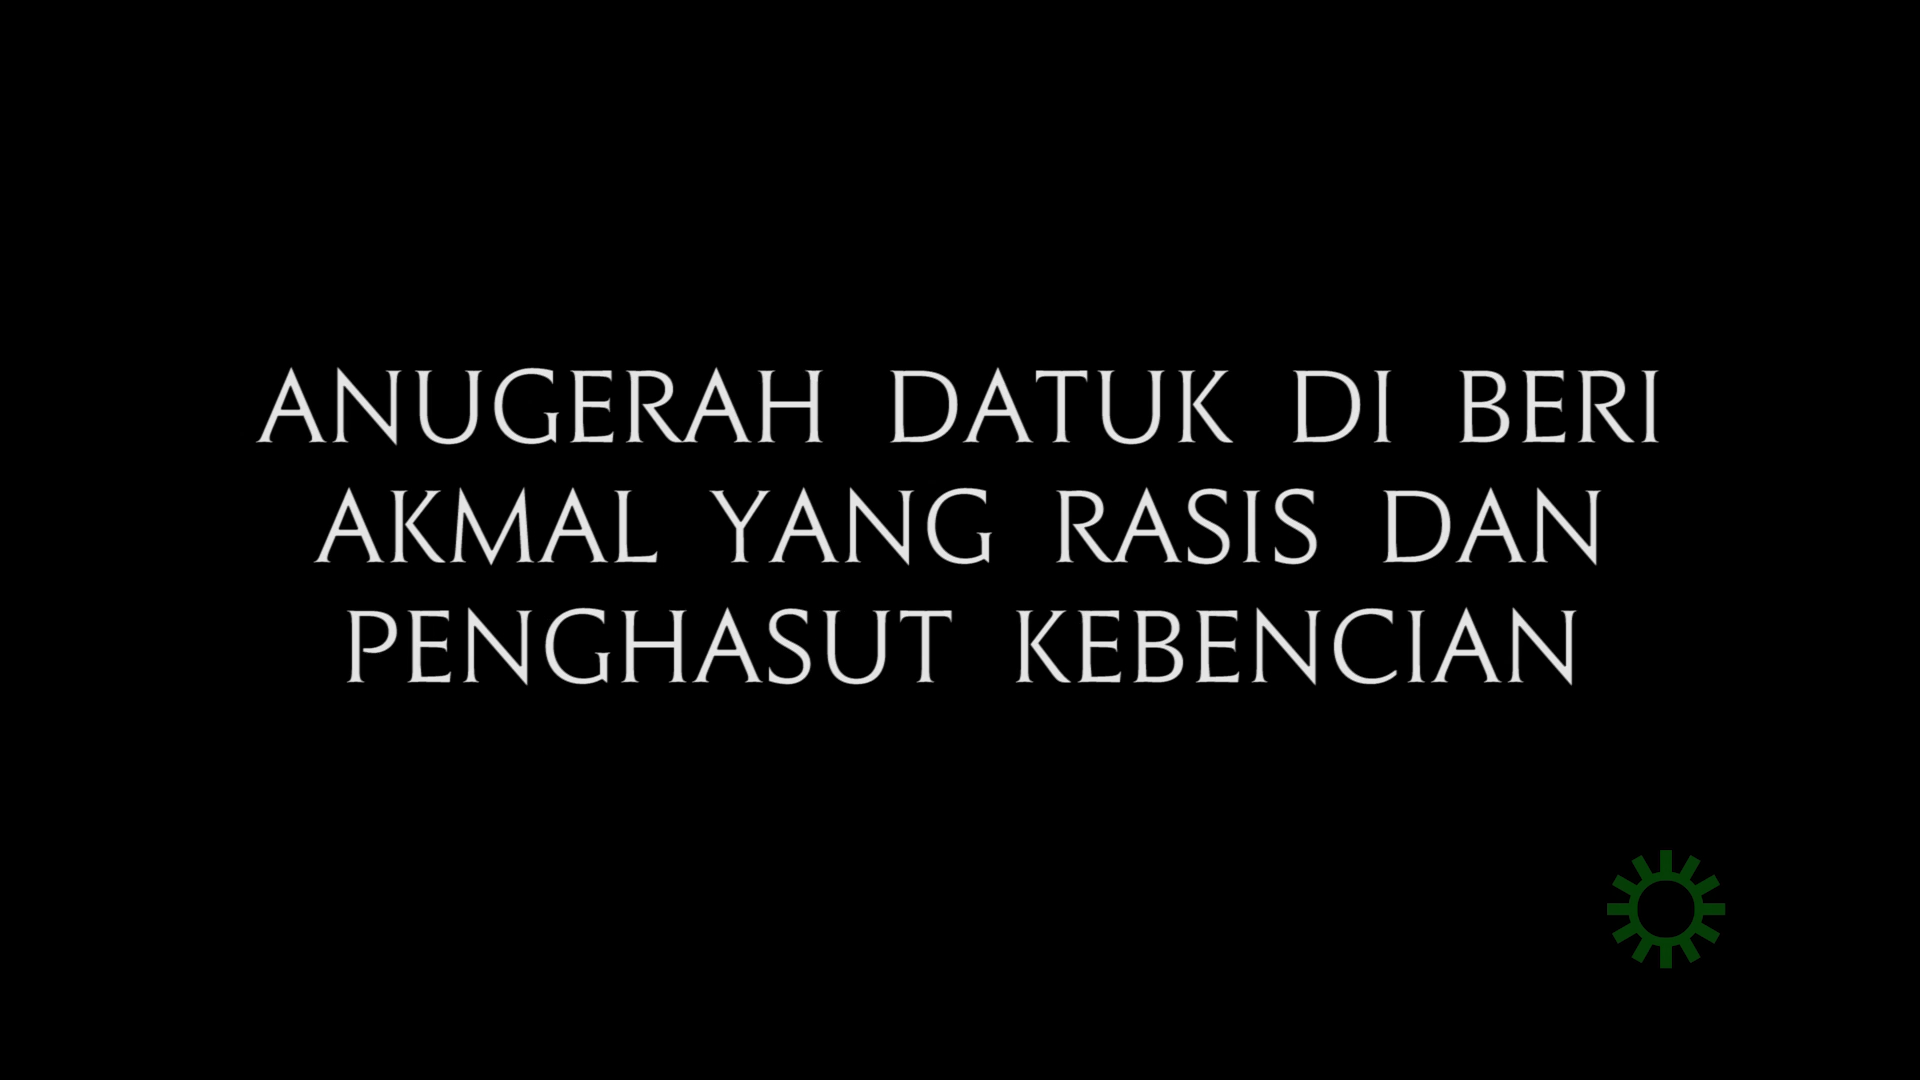 ANUGERAH DATUK DI BERI
AKMAL YANG RASIS DAN
PENGHASUT KEBENCIAN